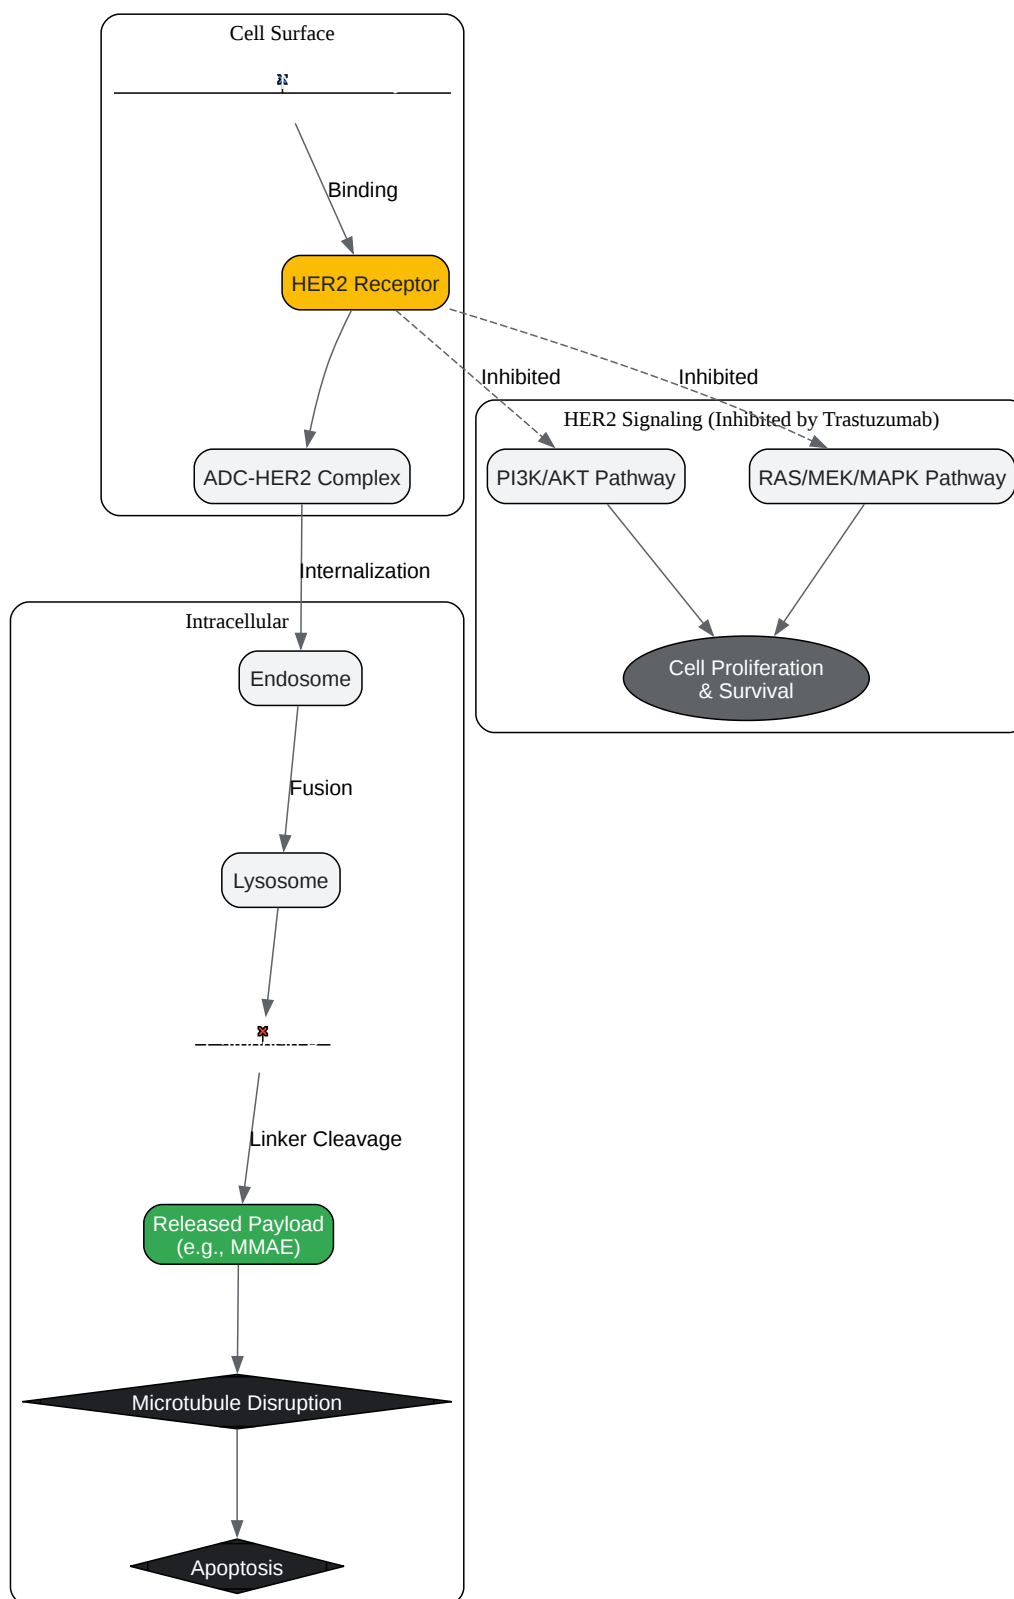 Cell Surface
Binding
HER2 Receptor
Inhibited
Inhibited
HER2 Signaling (Inhibited by Trastuzumab)
ADC-HER2 Complex
PI3K/AKT Pathway
RAS/MEK/MAPK Pathway
Internalization
Intracellular
Endosome
Cell Proliferation
& Survival
Fusion
Lysosome
Linker Cleavage
Released Payload
(e.g., MMAE)
Microtubule Disruption
Apoptosis